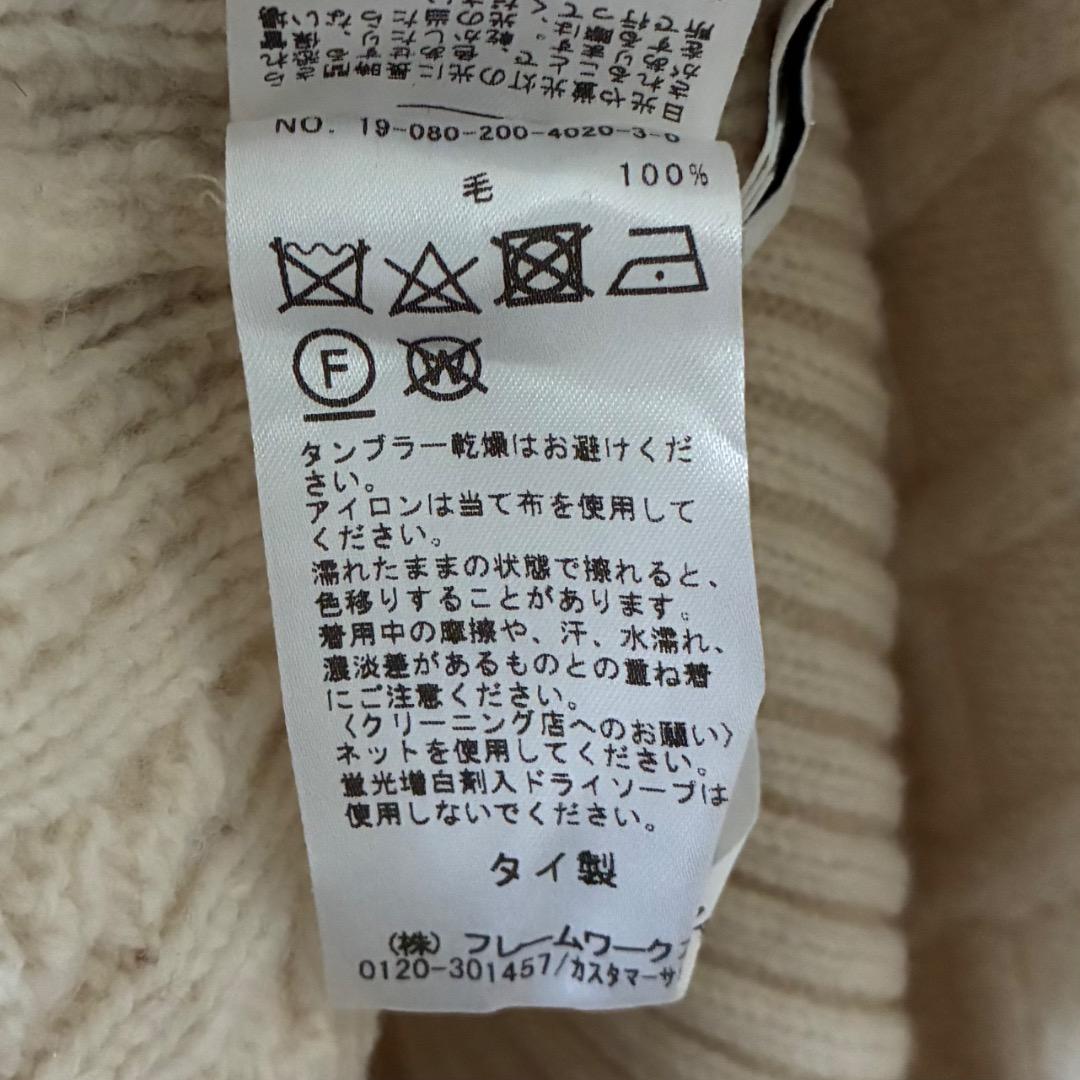 NO. 19-080-200-4020-3-0
毛 100%
F
W
タンブラー乾燥はお避けくだ
さい。
アイロンは当て布を使用して
ください。
濡れたままの状態で擦れると、
色移りすることがあります。
着用中の摩擦や、汗、水濡れ、
濃淡差があるものとの重ね着
にご注意ください。
〈クリーニング店へのお願い〉
ネットを使用してください。
蛍光増白剤入ドライソープは
使用しないでください。
タイ製
(株) フレームワーク
0120-301457/カスタマーサ